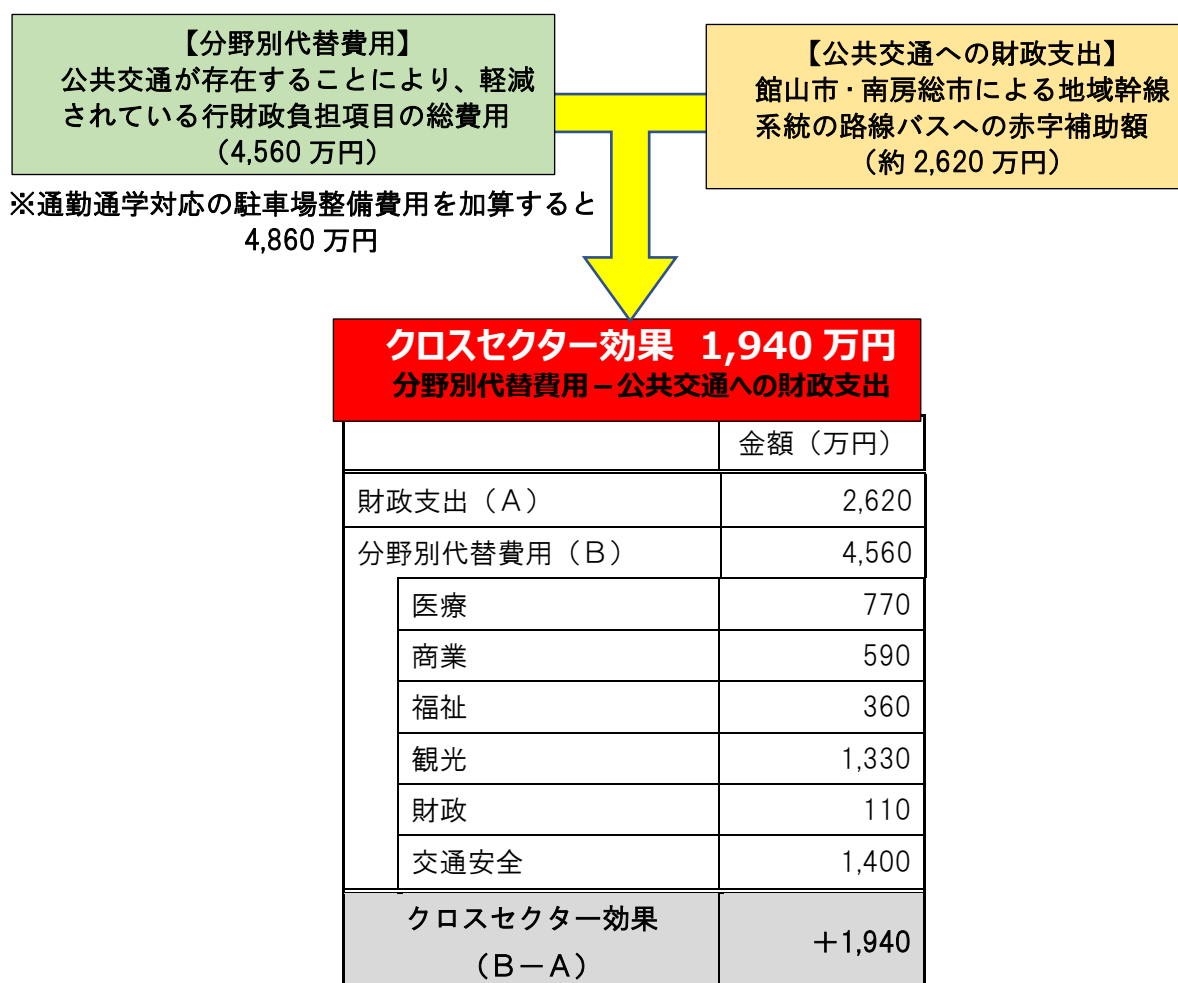 【分野別代替費用】
公共交通が存在することにより、軽減
されている行財政負担項目の総費用
（4,560 万円）
【公共交通への財政支出】
館山市・南房総市による地域幹線
系統の路線バスへの赤字補助額
（約 2,620 万円）
※通勤通学対応の駐車場整備費用を加算すると
4,860 万円
クロスセクター効果 1,940 万円
分野別代替費用－公共交通への財政支出
金額（万円）
財政支出（Ａ） 2,620
分野別代替費用（Ｂ） 4,560
医療 770
商業 590
福祉 360
観光 1,330
財政 110
交通安全 1,400
クロスセクター効果
（Ｂ－Ａ） ＋1,940